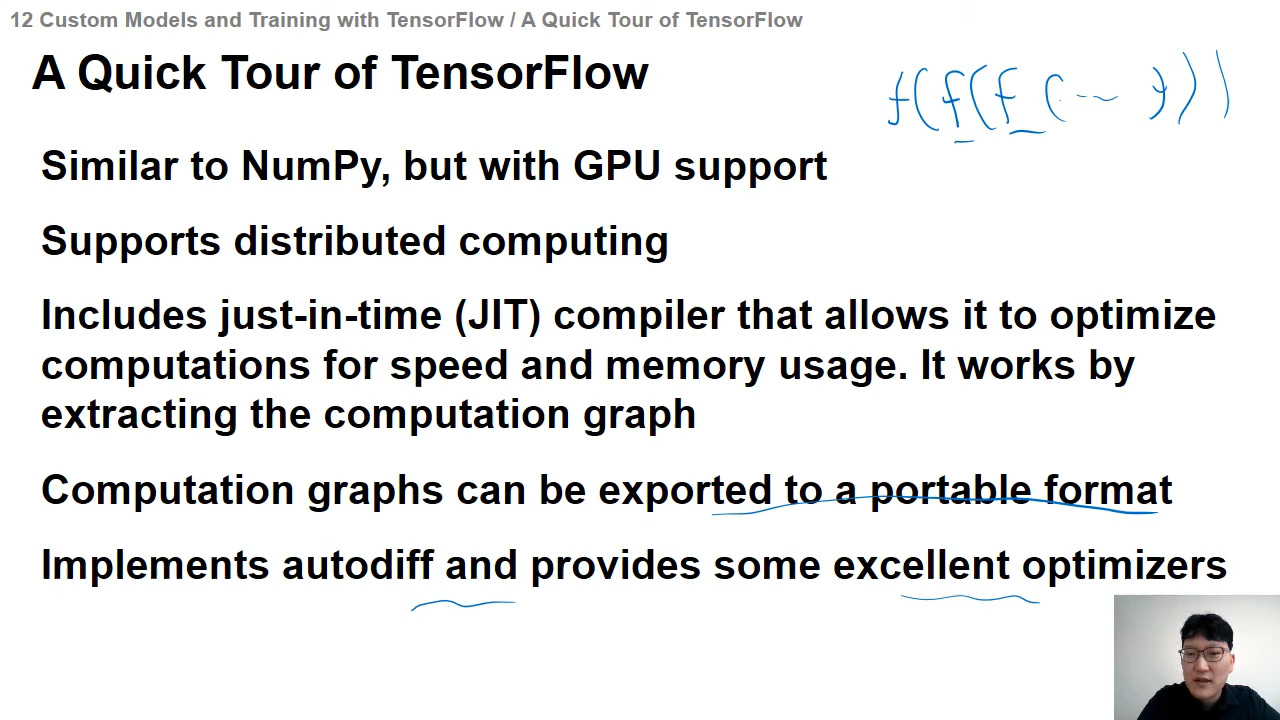 12 Custom Models and Training with TensorFlow / A Quick Tour of TensorFlow
A Quick Tour of TensorFlow
f(f(f(--~ y)))
Similar to NumPy, but with GPU support
Supports distributed computing
Includes just-in-time (JIT) compiler that allows it to optimize
computations for speed and memory usage. It works by
extracting the computation graph
Computation graphs can be exported to a portable format
Implements autodiff and provides some excellent optimizers